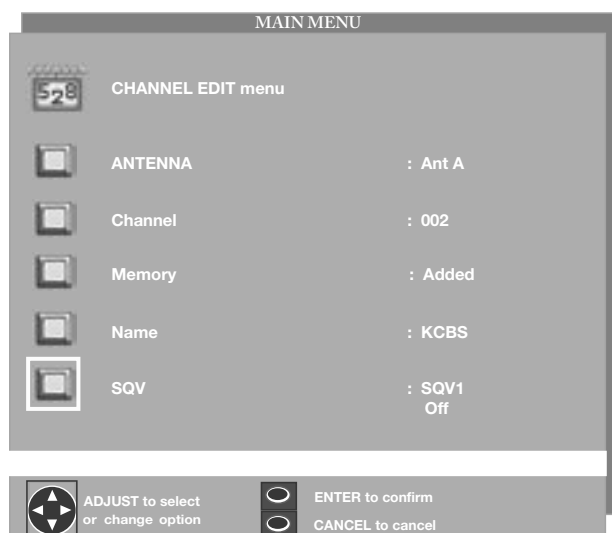 MAIN MENU
528
CHANNEL EDIT menu
ANTENNA : Ant A
Channel : 002
Memory : Added
Name : KCBS
SQV : SQV1
Off
ADJUST to select
or change option
ENTER to confirm
CANCEL to cancel